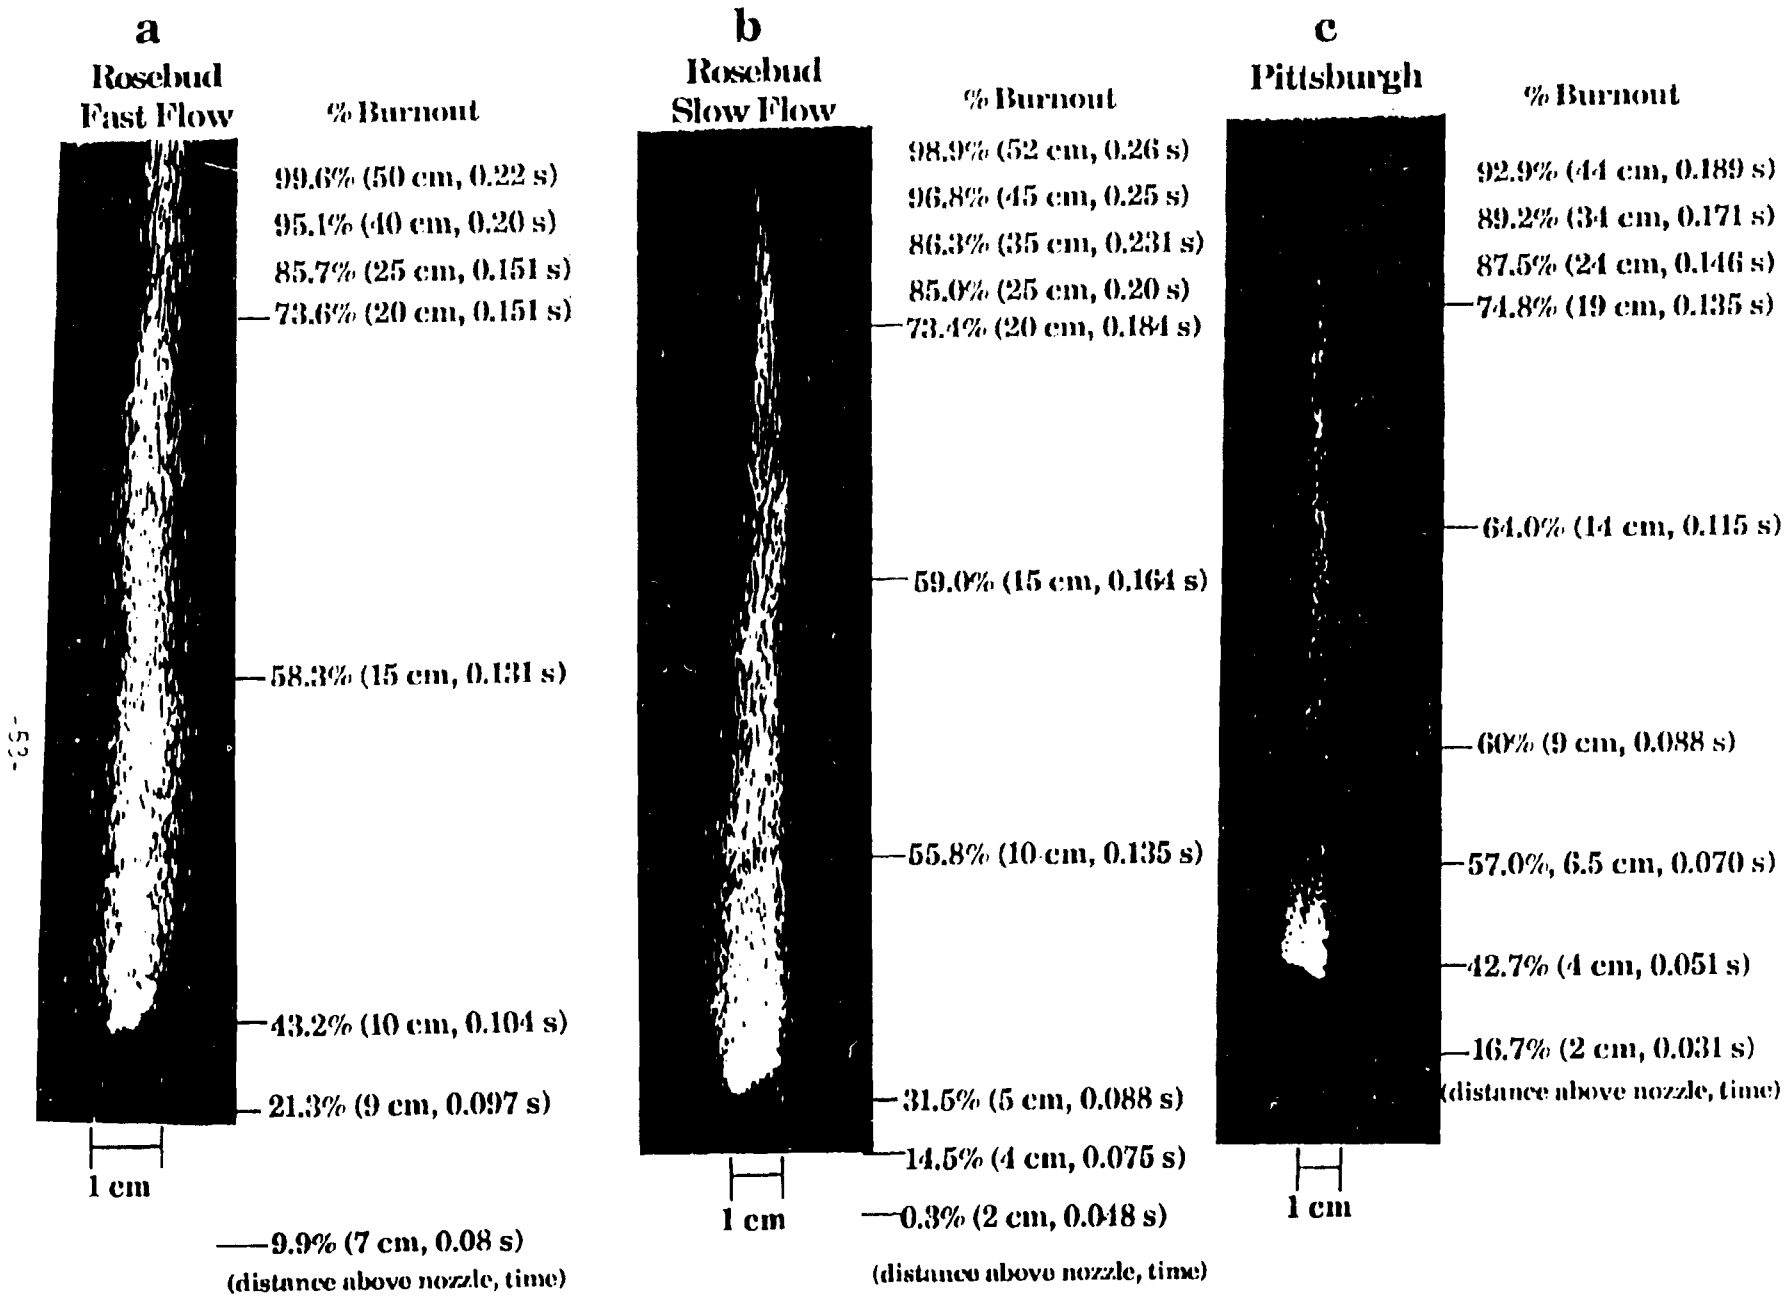 a
Rosebud
Fast Flow
% Burnout
99.6% (50 cm, 0.22 s)
95.1% (40 cm, 0.20 s)
85.7% (25 cm, 0.151 s)
73.6% (20 cm, 0.151 s)
58.3% (15 cm, 0.131 s)
43.2% (10 cm, 0.104 s)
21.3% (9 cm, 0.097 s)
1 cm
9.9% (7 cm, 0.08 s)
(distance above nozzle, time)
b
Rosebud
Slow Flow
% Burnout
98.9% (52 cm, 0.26 s)
96.8% (45 cm, 0.25 s)
86.3% (35 cm, 0.231 s)
85.0% (25 cm, 0.20 s)
73.4% (20 cm, 0.184 s)
59.0% (15 cm, 0.164 s)
55.8% (10 cm, 0.135 s)
31.5% (5 cm, 0.088 s)
14.5% (4 cm, 0.075 s)
0.3% (2 cm, 0.048 s)
1 cm
(distance above nozzle, time)
c
Pittsburgh
% Burnout
92.9% (44 cm, 0.189 s)
89.2% (34 cm, 0.171 s)
87.5% (24 cm, 0.146 s)
74.8% (19 cm, 0.135 s)
64.0% (14 cm, 0.115 s)
60% (9 cm, 0.088 s)
57.0%, 6.5 cm, 0.070 s)
42.7% (4 cm, 0.051 s)
16.7% (2 cm, 0.031 s)
(distance above nozzle, time)
1 cm
-53-